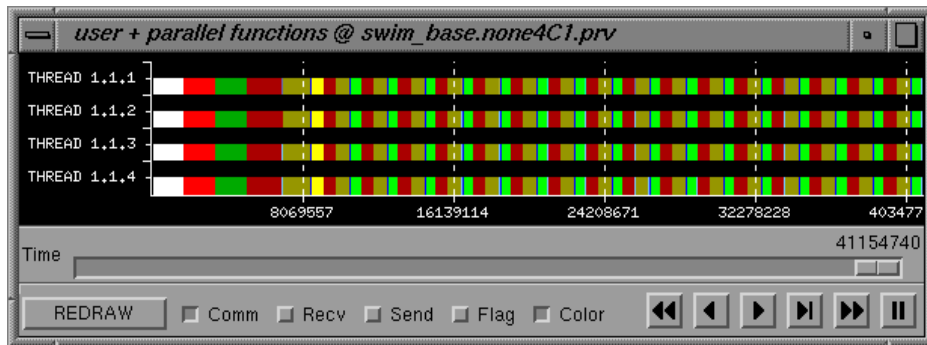 user + parallel functions @ swim_base.none4C1.prv
THREAD 1.1.1
THREAD 1.1.2
THREAD 1.1.3
THREAD 1.1.4
8069557 16139114 24208671 32278228 403477
41154740
Time
REDRAW Comm Recv Send Flag Color